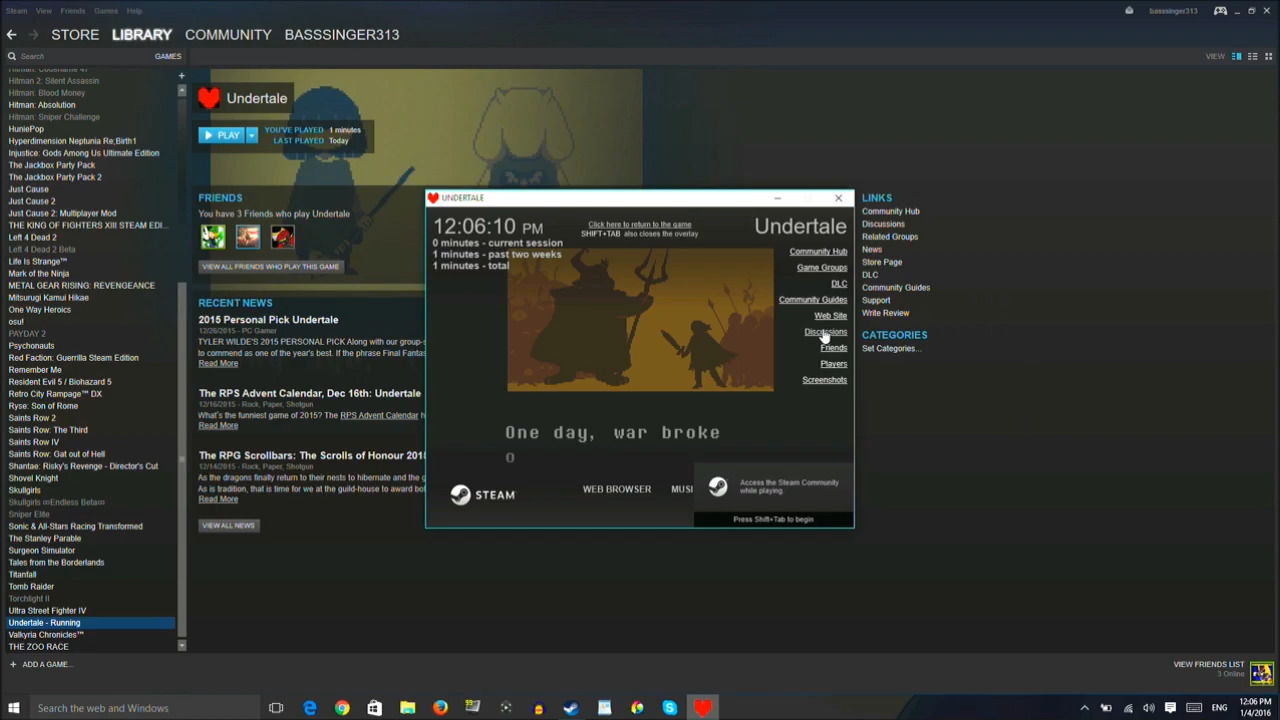 Steam View Friends Games Help
basssinger313
STORE LIBRARY COMMUNITY BASSSINGER313
Search GAMES
VIEW
Hitman: Codename 47
Hitman 2: Silent Assassin
Hitman: Blood Money
Hitman: Absolution
Hitman: Sniper Challenge
HuniePop
Hyperdimension Neptunia Re;Birth1
Injustice: Gods Among Us Ultimate Edition
The Jackbox Party Pack
The Jackbox Party Pack 2
Just Cause
Just Cause 2
Just Cause 2: Multiplayer Mod
THE KING OF FIGHTERS XIII STEAM EDI...
Left 4 Dead 2
Left 4 Dead 2 Beta
Life Is Strange™
Mark of the Ninja
METAL GEAR RISING: REVENGEANCE
Mitsurugi Kamui Hikae
One Way Heroics
osu!
PAYDAY 2
Psychonauts
Red Faction: Guerrilla Steam Edition
Remember Me
Resident Evil 5 / Biohazard 5
Retro City Rampage™ DX
Ryse: Son of Rome
Saints Row 2
Saints Row: The Third
Saints Row IV
Saints Row: Gat out of Hell
Shantae: Risky's Revenge - Director's Cut
Shovel Knight
Skullgirls
Skullgirls ∞Endless Beta∞
Sniper Elite
Sonic & All-Stars Racing Transformed
The Stanley Parable
Surgeon Simulator
Tales from the Borderlands
Titanfall
Tomb Raider
Torchlight II
Ultra Street Fighter IV
Undertale - Running
Valkyria Chronicles™
THE ZOO RACE
+ ADD A GAME...
Undertale
PLAY
YOU'VE PLAYED 1 minutes
LAST PLAYED Today
FRIENDS
You have 3 Friends who play Undertale
VIEW ALL FRIENDS WHO PLAY THIS GAME
RECENT NEWS
2015 Personal Pick Undertale
12/26/2015 - PC Gamer
TYLER WILDE'S 2015 PERSONAL PICK Along with our group-
to commend as one of the year's best. If the phrase Final Fanta
Read More
The RPS Advent Calendar, Dec 16th: Undertale
12/16/2015 - Rock, Paper, Shotgun
What's the funniest game of 2015? The RPS Advent Calendar h
Read More
The RPG Scrollbars: The Scrolls of Honour 201
12/14/2015 - Rock, Paper, Shotgun
As the dragons finally return to their nests to hibernate and the g
As is tradition, that is time for we at the guild-house to award bot
Read More
VIEW ALL NEWS
UNDERTALE
12:06:10 PM
0 minutes - current session
1 minutes - past two weeks
1 minutes - total
Click here to return to the game
SHIFT+TAB also closes the overlay
Undertale
Community Hub
Game Groups
DLC
Community Guides
Web Site
Discussions
Friends
Players
Screenshots
One day, war broke
o
STEAM
WEB BROWSER MUSI
Access the Steam Community
while playing.
Press Shift+Tab to begin
LINKS
Community Hub
Discussions
Related Groups
News
Store Page
DLC
Community Guides
Support
Write Review
CATEGORIES
Set Categories...
VIEW FRIENDS LIST
3 Online
Search the web and Windows
ENG
12:06 PM
1/4/2016